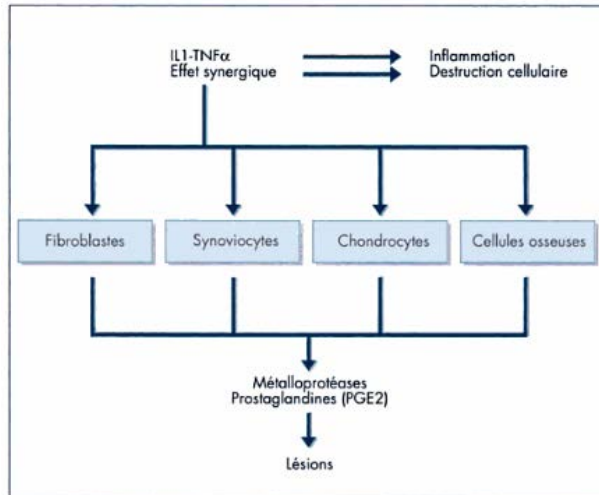 IL1-TNFα
Effet synergique
Inflammation
Destruction cellulaire
Fibroblastes
Synoviocytes
Chondrocytes
Cellules osseuses
Métalloprotéases
Prostaglandines (PGE2)
Lésions